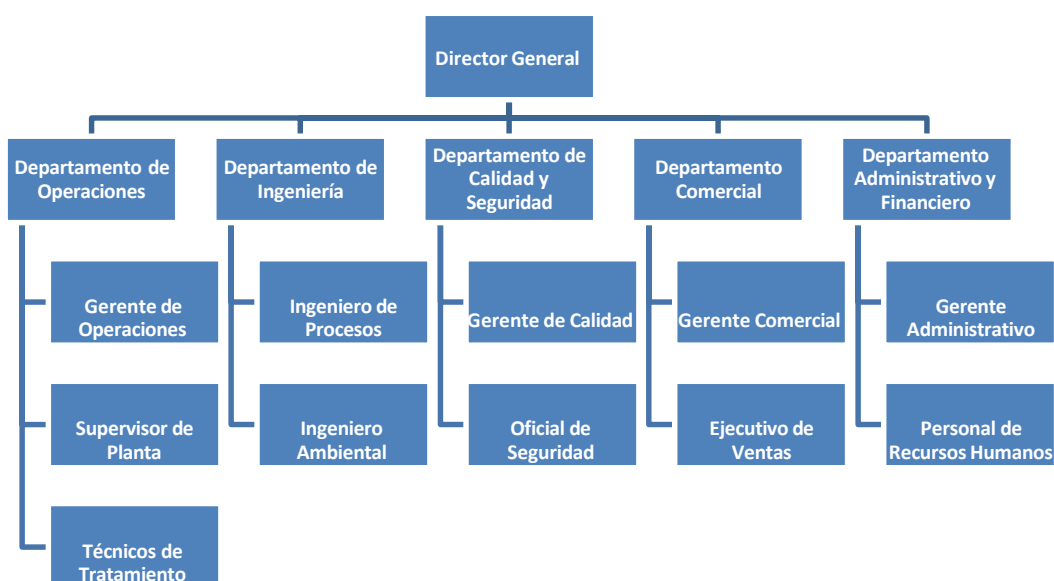 Director General
Departamento de
Operaciones
Departamento de
Ingeniería
Departamento de
Calidad y
Seguridad
Departamento
Comercial
Departamento
Administrativo y
Financiero
Gerente de
Operaciones
Ingeniero de
Procesos
Gerente de Calidad
Gerente Comercial
Gerente
Administrativo
Supervisor de
Planta
Ingeniero
Ambiental
Oficial de
Seguridad
Ejecutivo de
Ventas
Personal de
Recursos Humanos
Técnicos de
Tratamiento